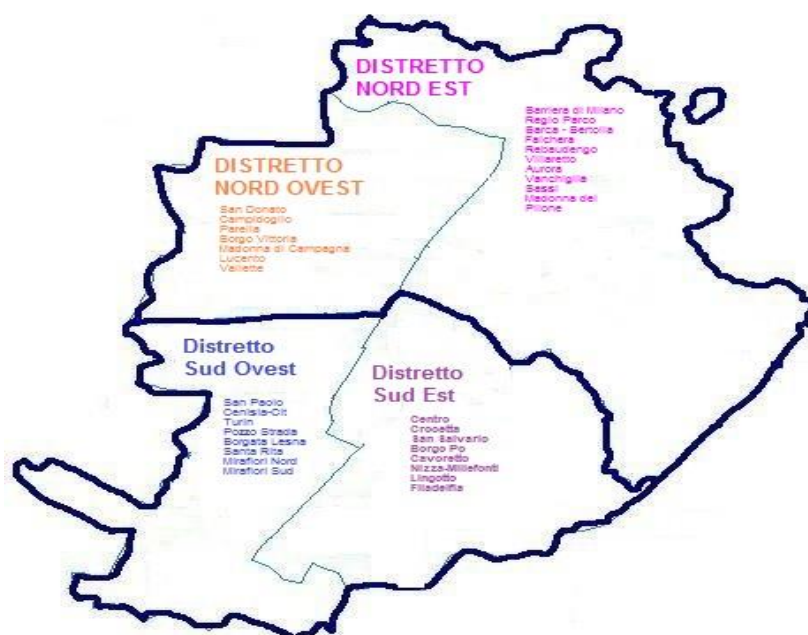 DISTRETTO
NORD EST
Barriera di Milano
Regio Parco
Barca - Bertolla
Falchera
Rebaudengo
Villaretto
Aurora
Vanchiglia
Sassi
Madonna del
Pilone
DISTRETTO
NORD OVEST
San Donato
Campidoglio
Parella
Borgo Vittoria
Madonna di Campagna
Lucento
Vallette
Distretto
Sud Ovest
San Paolo
Cenisia-Cit
Turin
Pozzo Strada
Borgata Lesna
Santa Rita
Mirafiori Nord
Mirafiori Sud
Distretto
Sud Est
Centro
Crocetta
San Salvario
Borgo Po
Cavoretto
Nizza-Millefonti
Lingotto
Filadelfia